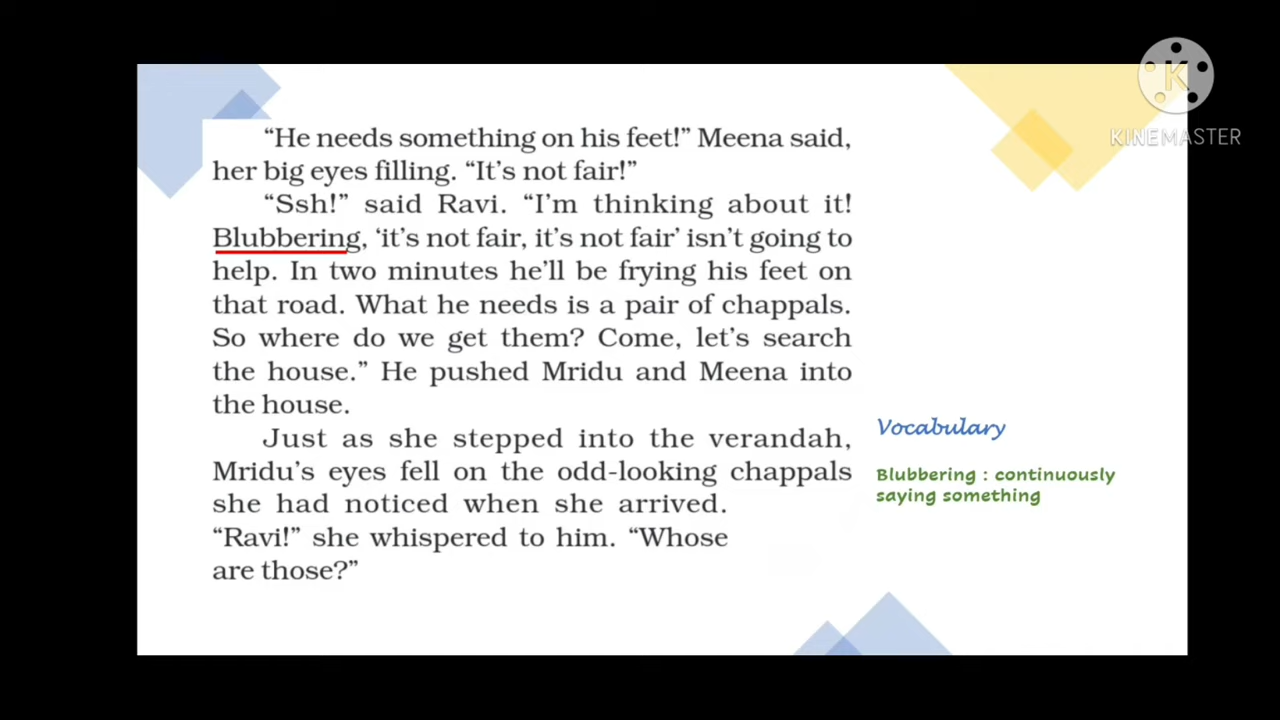 “He needs something on his feet!” Meena said,
her big eyes filling. “It’s not fair!”
“Ssh!” said Ravi. “I’m thinking about it!
Blubbering, ‘it’s not fair, it’s not fair’ isn’t going to
help. In two minutes he’ll be frying his feet on
that road. What he needs is a pair of chappals.
So where do we get them? Come, let’s search
the house.” He pushed Mridu and Meena into
the house.
Just as she stepped into the verandah,
Mridu’s eyes fell on the odd-looking chappals
she had noticed when she arrived.
“Ravi!” she whispered to him. “Whose
are those?”
Vocabulary
Blubbering : continuously
saying something
K
KINEMASTER